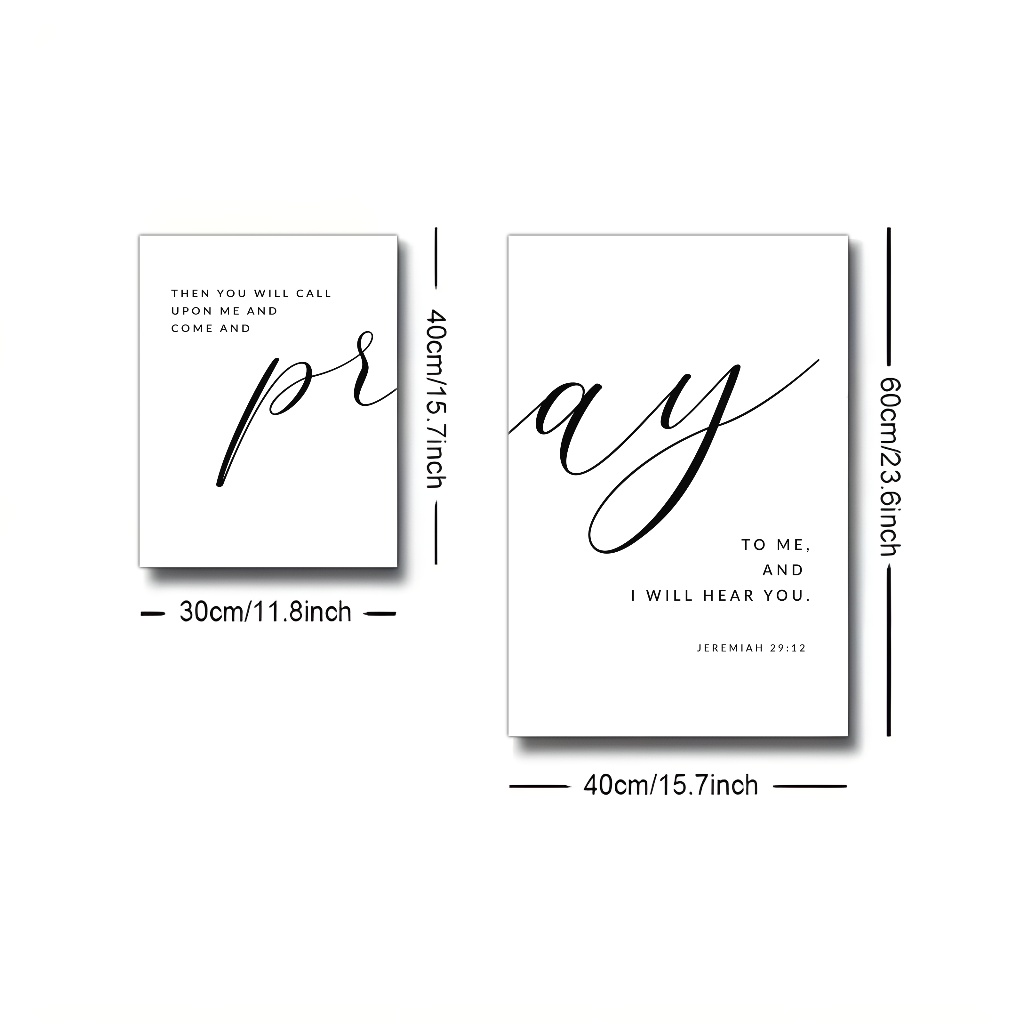 THEN YOU WILL CALL
UPON ME AND
COME AND
pr
40cm/15.7inch
30cm/11.8inch
ay
TO ME,
AND
I WILL HEAR YOU.
JEREMIAH 29:12
60cm/23.6inch
40cm/15.7inch